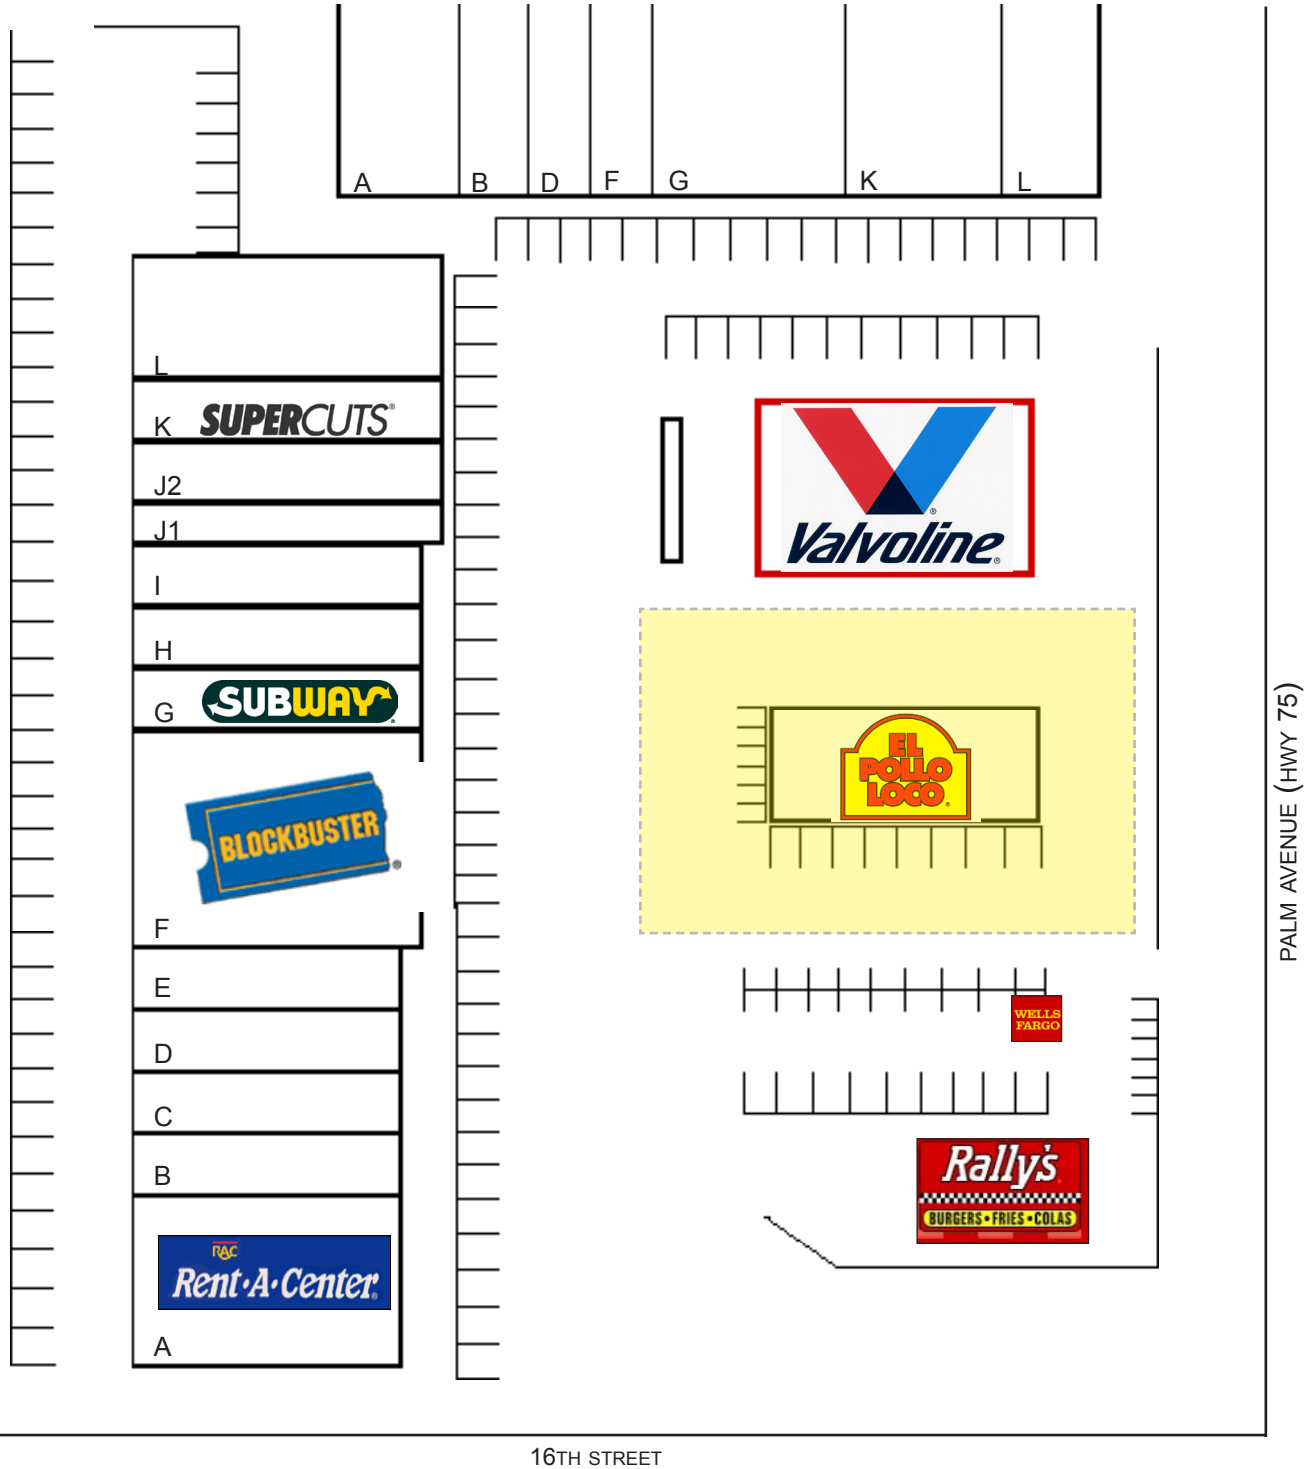 A B D F G K L
L
K SUPERCUTS®
J2
J1
I
H
G SUBWAY®
BLOCKBUSTER®
F
E
D
C
B
RAC
Rent·A·Center®
A
Valvoline®
EL
POLLO
LOCO®
WELLS
FARGO
Rally's
BURGERS•FRIES•COLAS
PALM AVENUE (HWY 75)
16TH STREET